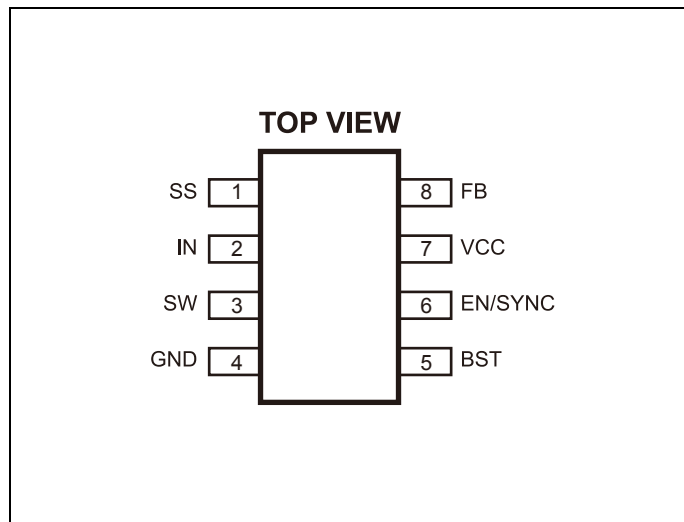 TOP VIEW
SS 1 8 FB
IN 2 7 VCC
SW 3 6 EN/SYNC
GND 4 5 BST